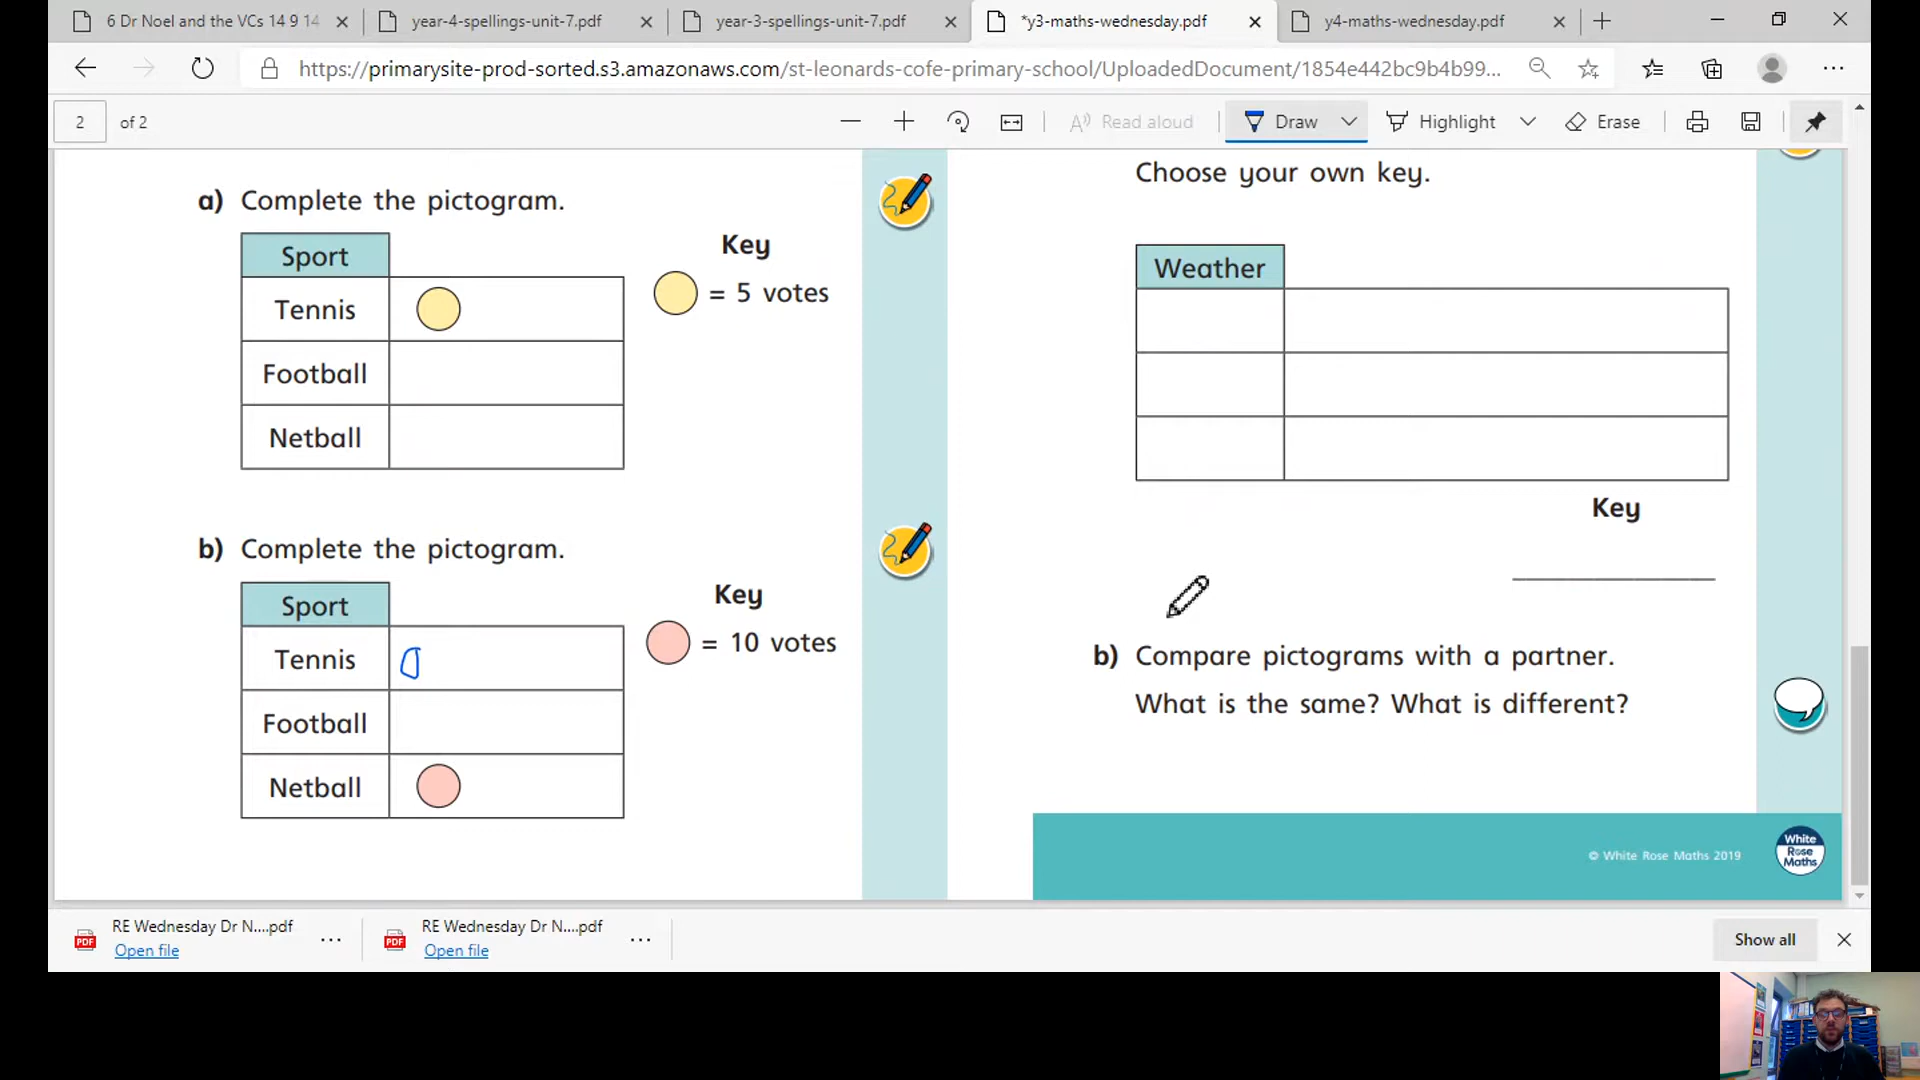 6 Dr Noel and the VCs 14 9 14
year-4-spellings-unit-7.pdf
year-3-spellings-unit-7.pdf
*y3-maths-wednesday.pdf
y4-maths-wednesday.pdf
https://primarysite-prod-sorted.s3.amazonaws.com/st-leonards-cofe-primary-school/UploadedDocument/1854e442bc9b4b99...
2 of 2
Read aloud
Draw
Highlight
Erase
a) Complete the pictogram.
Sport
Tennis
Football
Netball
Key
= 5 votes
b) Complete the pictogram.
Sport
Tennis
Football
Netball
Key
= 10 votes
Choose your own key.
Weather
Key
b) Compare pictograms with a partner.
What is the same? What is different?
© White Rose Maths 2019
White
Rose
Maths
RE Wednesday Dr N....pdf
Open file
RE Wednesday Dr N....pdf
Open file
Show all